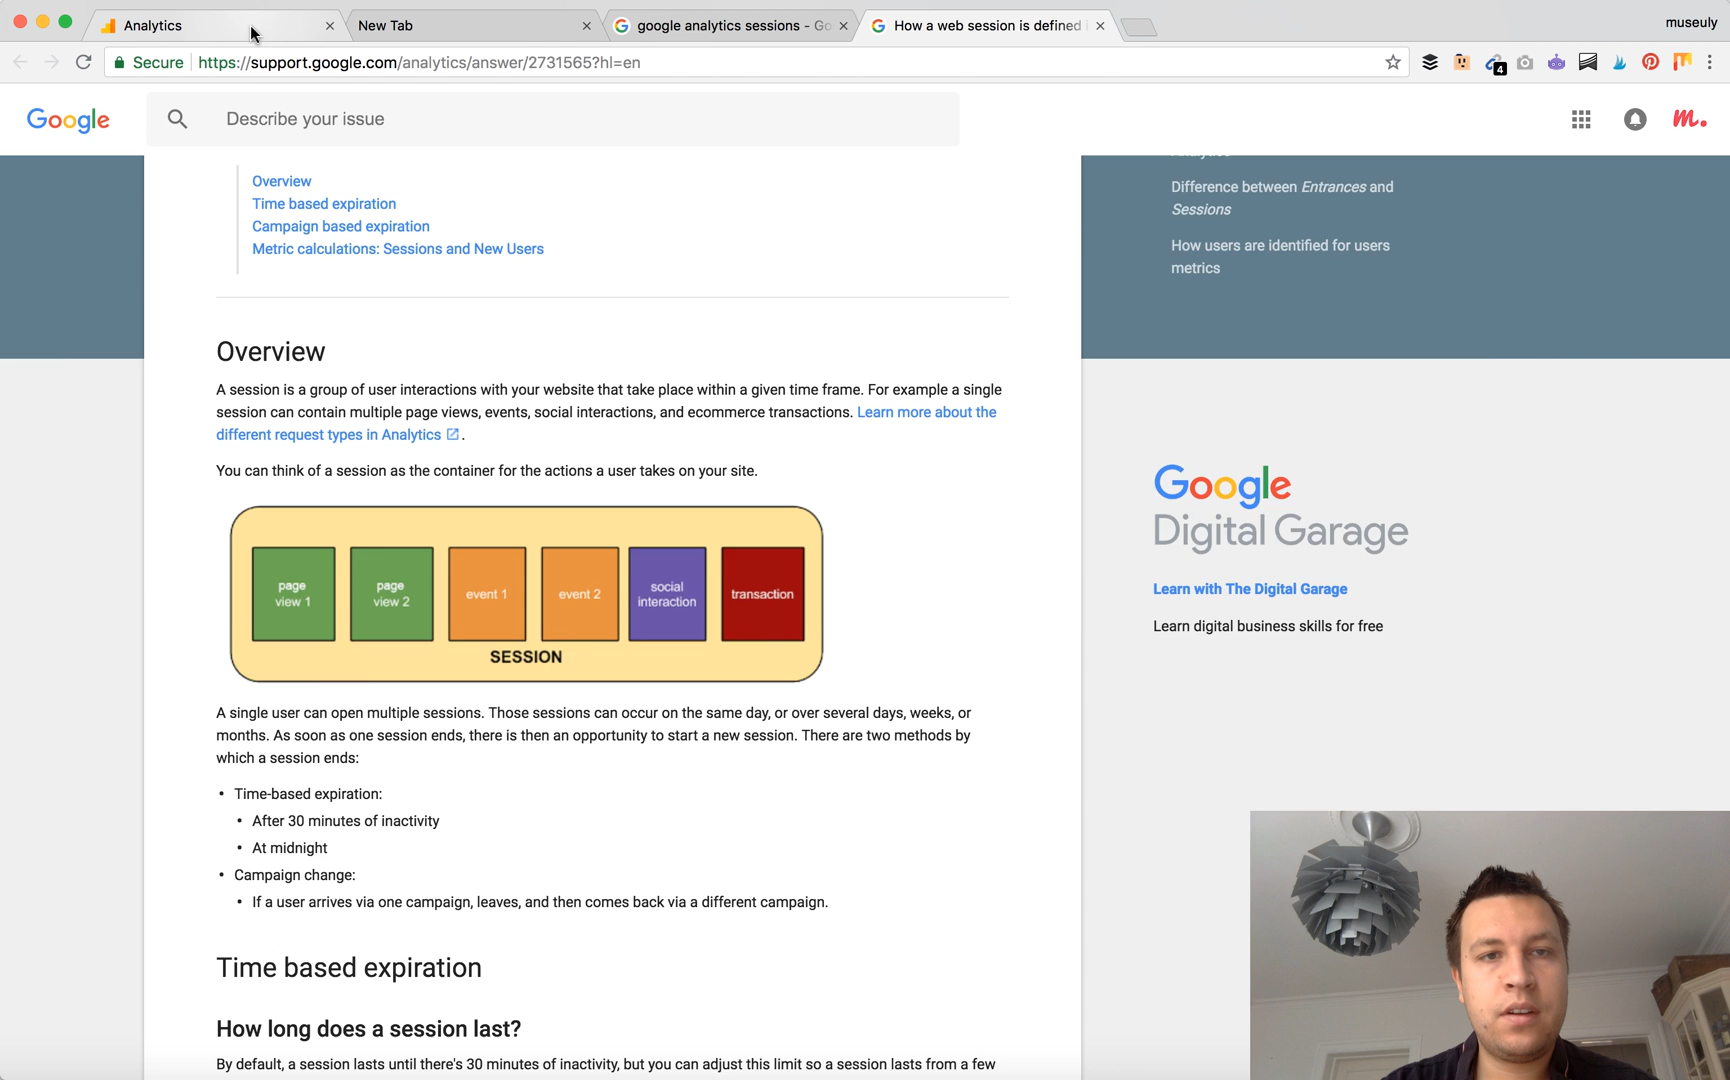 Analytics
New Tab
google analytics sessions - Go
How a web session is defined i
museuly
Secure
https://support.google.com/analytics/answer/2731565?hl=en
4
Google
Describe your issue
m.
Overview
Time based expiration
Campaign based expiration
Metric calculations: Sessions and New Users
Difference between Entrances and
Sessions
How users are identified for users
metrics
Overview
A session is a group of user interactions with your website that take place within a given time frame. For example a single
session can contain multiple page views, events, social interactions, and ecommerce transactions. Learn more about the
different request types in Analytics .
You can think of a session as the container for the actions a user takes on your site.
page
view 1
page
view 2
event 1
event 2
social
interaction
transaction
SESSION
Google
Digital Garage
Learn with The Digital Garage
Learn digital business skills for free
A single user can open multiple sessions. Those sessions can occur on the same day, or over several days, weeks, or
months. As soon as one session ends, there is then an opportunity to start a new session. There are two methods by
which a session ends:
• Time-based expiration:
• After 30 minutes of inactivity
• At midnight
• Campaign change:
• If a user arrives via one campaign, leaves, and then comes back via a different campaign.
Time based expiration
How long does a session last?
By default, a session lasts until there's 30 minutes of inactivity, but you can adjust this limit so a session lasts from a few